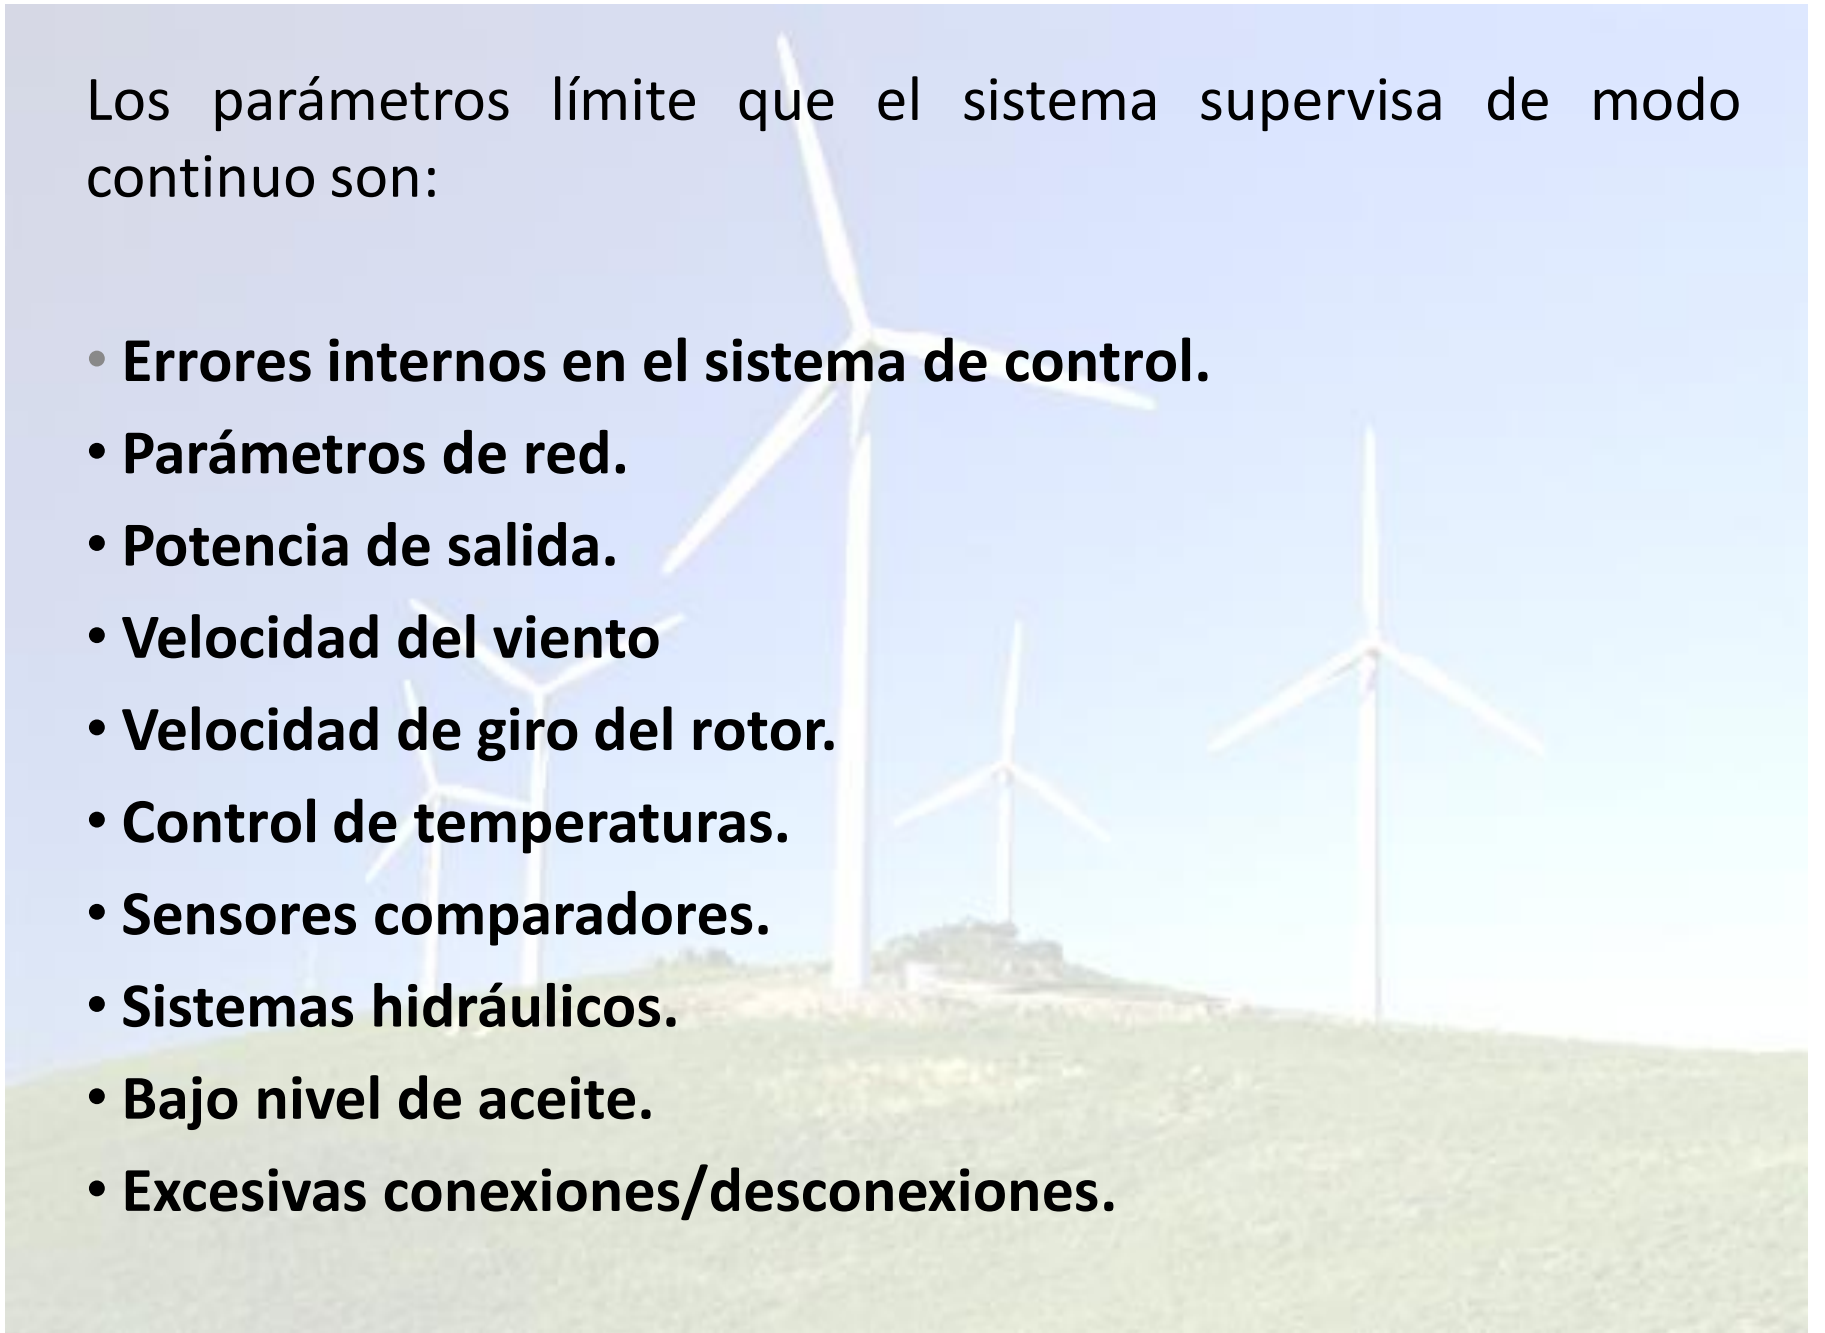 Los parámetros límite que el sistema supervisa de modo
continuo son:
• Errores internos en el sistema de control.
• Parámetros de red.
• Potencia de salida.
• Velocidad del viento
• Velocidad de giro del rotor.
• Control de temperaturas.
• Sensores comparadores.
• Sistemas hidráulicos.
• Bajo nivel de aceite.
• Excesivas conexiones/desconexiones.